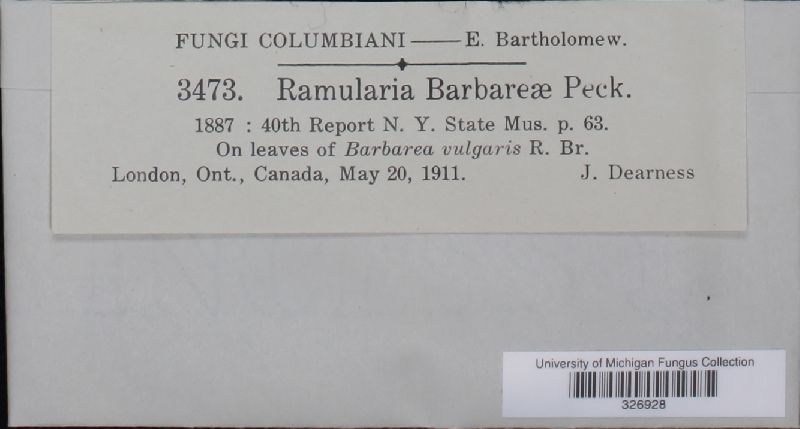 FUNGI COLUMBIANI — E. Bartholomew.
3473. Ramularia Barbareæ Peck.
1887 : 40th Report N. Y. State Mus. p. 63.
On leaves of Barbarea vulgaris R. Br.
London, Ont., Canada, May 20, 1911. J. Dearness
University of Michigan Fungus Collection
326928